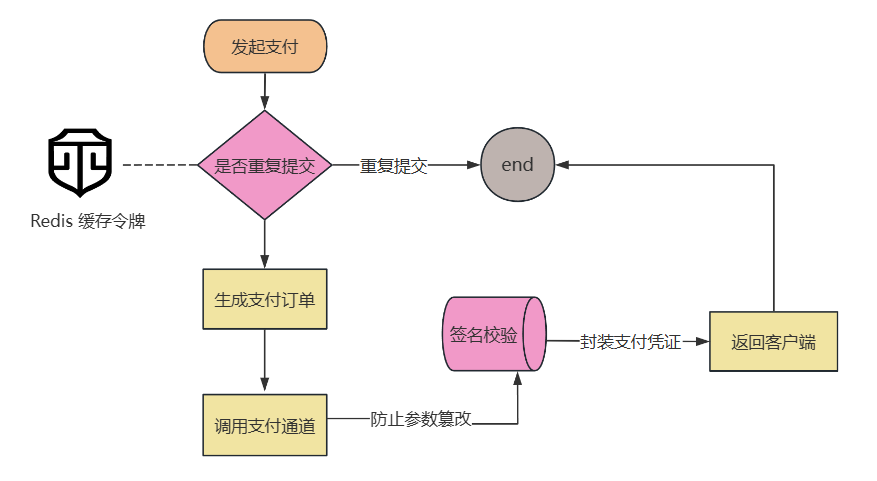 发起支付
是否重复提交
重复提交
end
Redis 缓存令牌
生成支付订单
签名校验
封装支付凭证
返回客户端
调用支付通道
防止参数篡改